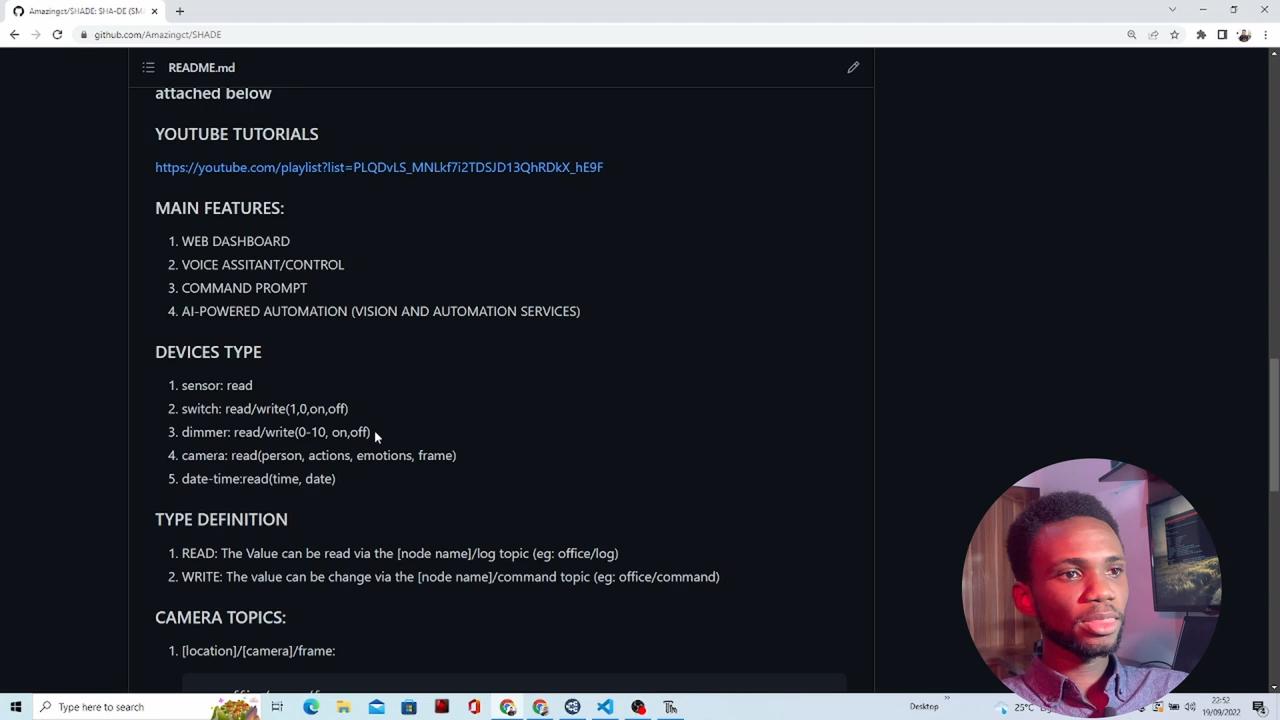 Amazingct/SHADE: SHA-DE (SMA
github.com/Amazingct/SHADE
README.md
attached below
YOUTUBE TUTORIALS
https://youtube.com/playlist?list=PLQDvLS_MNLkf7i2TDSJD13QhRDkX_hE9F
MAIN FEATURES:
1. WEB DASHBOARD
2. VOICE ASSITANT/CONTROL
3. COMMAND PROMPT
4. AI-POWERED AUTOMATION (VISION AND AUTOMATION SERVICES)
DEVICES TYPE
1. sensor: read
2. switch: read/write(1,0,on,off)
3. dimmer: read/write(0-10, on,off)
4. camera: read(person, actions, emotions, frame)
5. date-time:read(time, date)
TYPE DEFINITION
1. READ: The Value can be read via the [node name]/log topic (eg: office/log)
2. WRITE: The value can be change via the [node name]/command topic (eg: office/command)
CAMERA TOPICS:
1. [location]/[camera]/frame:
Type here to search
Desktop
25°C
22:52
19/09/2022